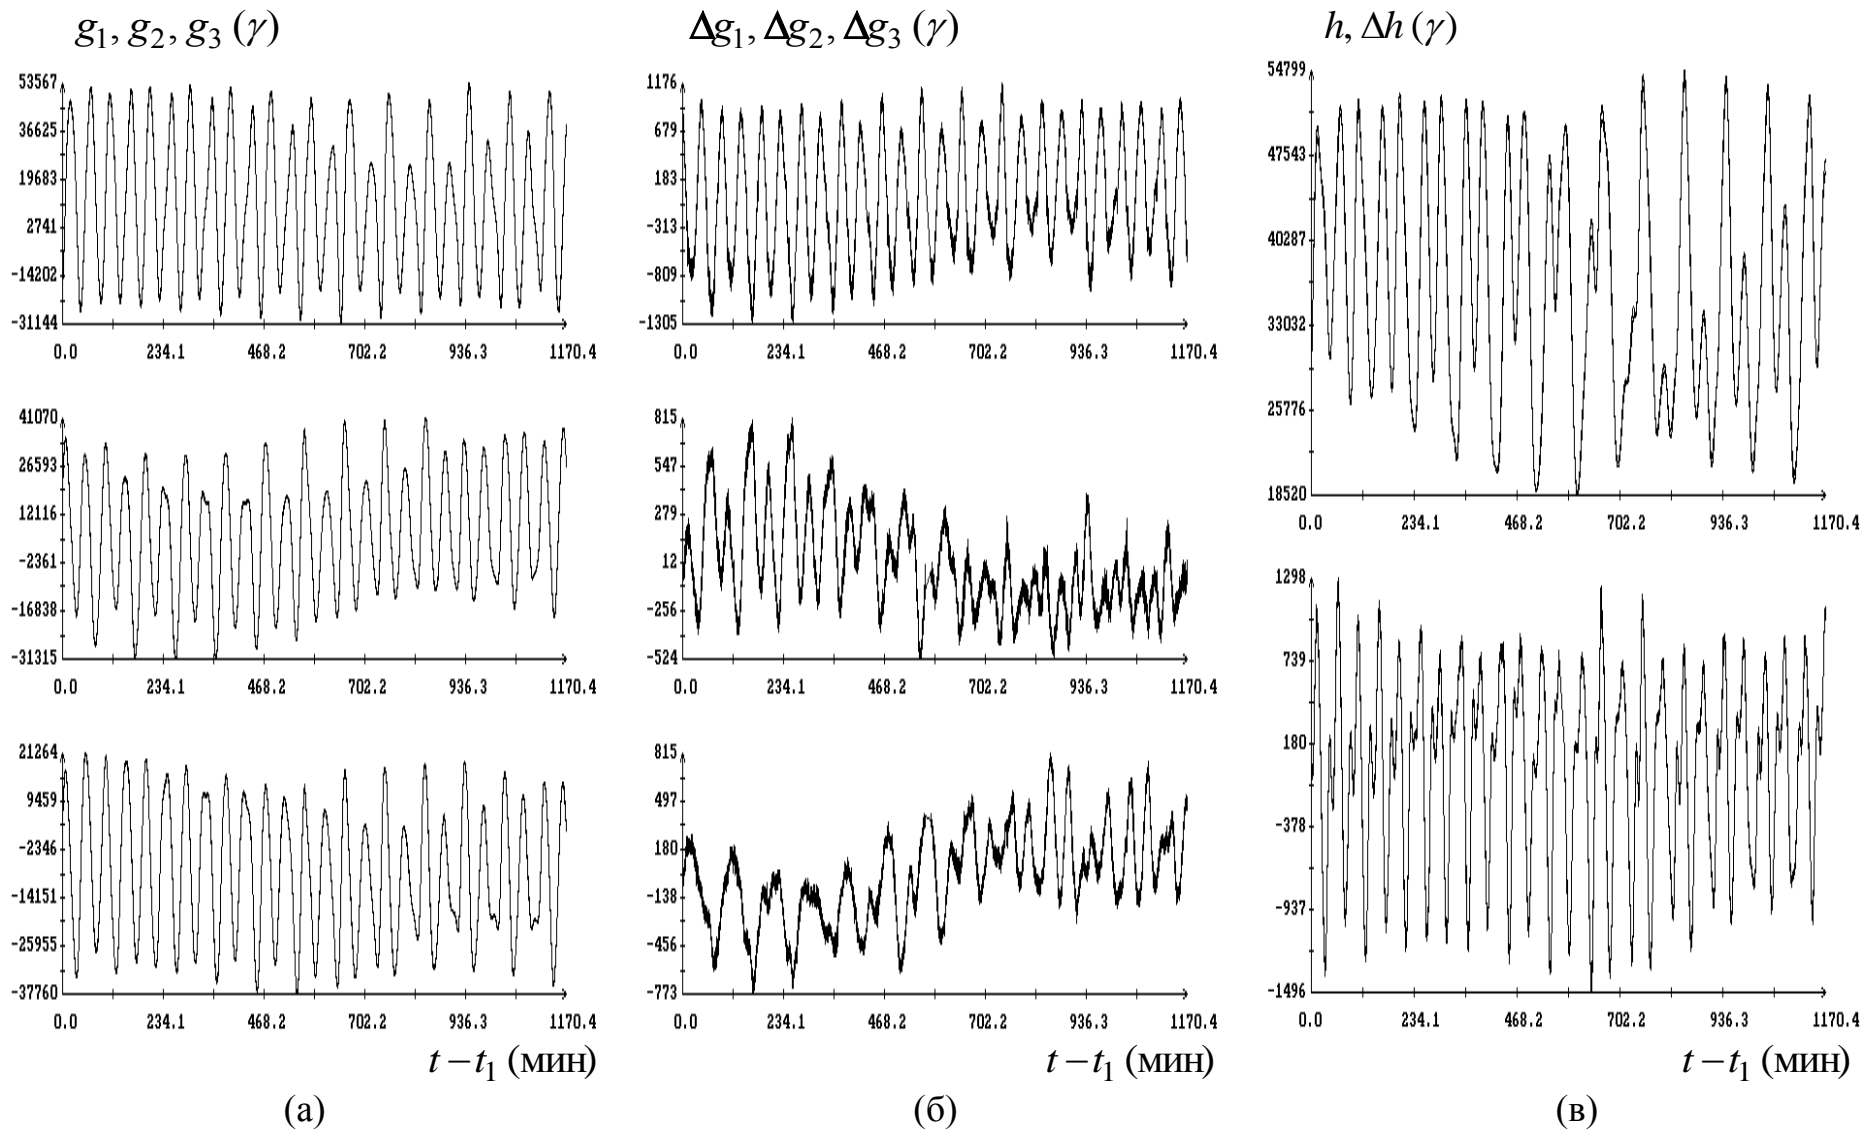 g₁, g₂, g₃ (γ)
53567
36625
19683
2741
-14202
-31144
0.0 234.1 468.2 702.2 936.3 1170.4
41070
26593
12116
-2361
-16838
-31315
0.0 234.1 468.2 702.2 936.3 1170.4
21264
9459
-2346
-14151
-25955
-37760
0.0 234.1 468.2 702.2 936.3 1170.4
t − t₁ (мин)
(а)
Δg₁, Δg₂, Δg₃ (γ)
1176
679
183
-313
-809
-1305
0.0 234.1 468.2 702.2 936.3 1170.4
815
547
279
12
-256
-524
0.0 234.1 468.2 702.2 936.3 1170.4
815
497
180
-138
-456
-773
0.0 234.1 468.2 702.2 936.3 1170.4
t − t₁ (мин)
(б)
h, Δh (γ)
54799
47543
40287
33032
25776
18520
0.0 234.1 468.2 702.2 936.3 1170.4
1298
739
180
-378
-937
-1496
0.0 234.1 468.2 702.2 936.3 1170.4
t − t₁ (мин)
(в)